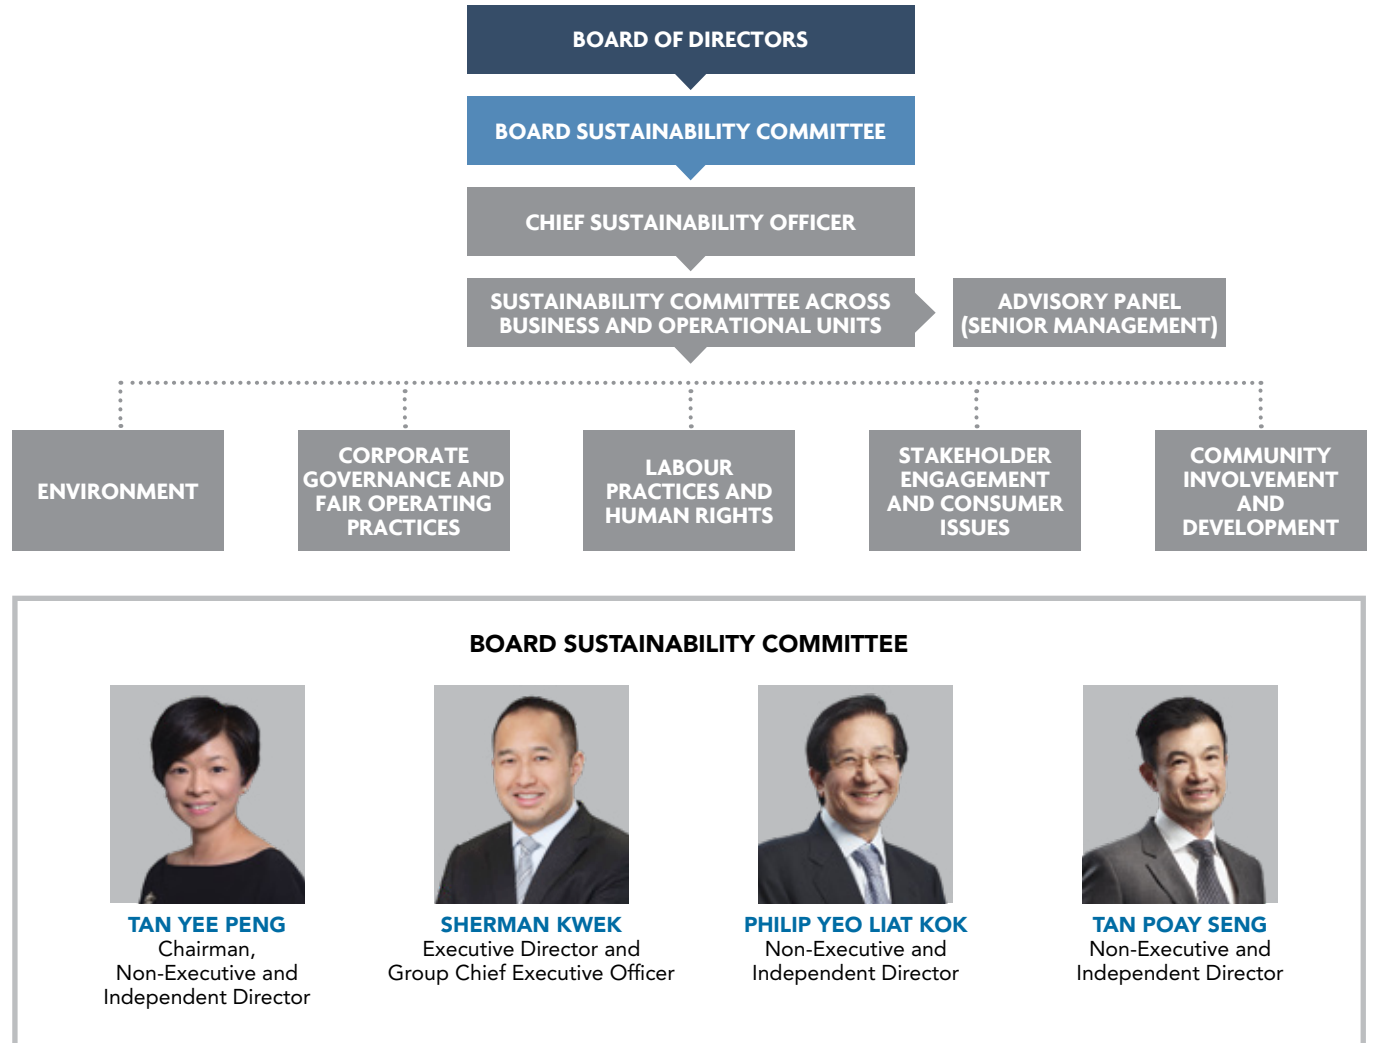 BOARD OF DIRECTORS
BOARD SUSTAINABILITY COMMITTEE
CHIEF SUSTAINABILITY OFFICER
SUSTAINABILITY COMMITTEE ACROSS
BUSINESS AND OPERATIONAL UNITS
ADVISORY PANEL
(SENIOR MANAGEMENT)
ENVIRONMENT
CORPORATE
GOVERNANCE AND
FAIR OPERATING
PRACTICES
LABOUR
PRACTICES AND
HUMAN RIGHTS
STAKEHOLDER
ENGAGEMENT
AND CONSUMER
ISSUES
COMMUNITY
INVOLVEMENT
AND
DEVELOPMENT
BOARD SUSTAINABILITY COMMITTEE
TAN YEE PENG
Chairman,
Non-Executive and
Independent Director
SHERMAN KWEK
Executive Director and
Group Chief Executive Officer
PHILIP YEO LIAT KOK
Non-Executive and
Independent Director
TAN POAY SENG
Non-Executive and
Independent Director